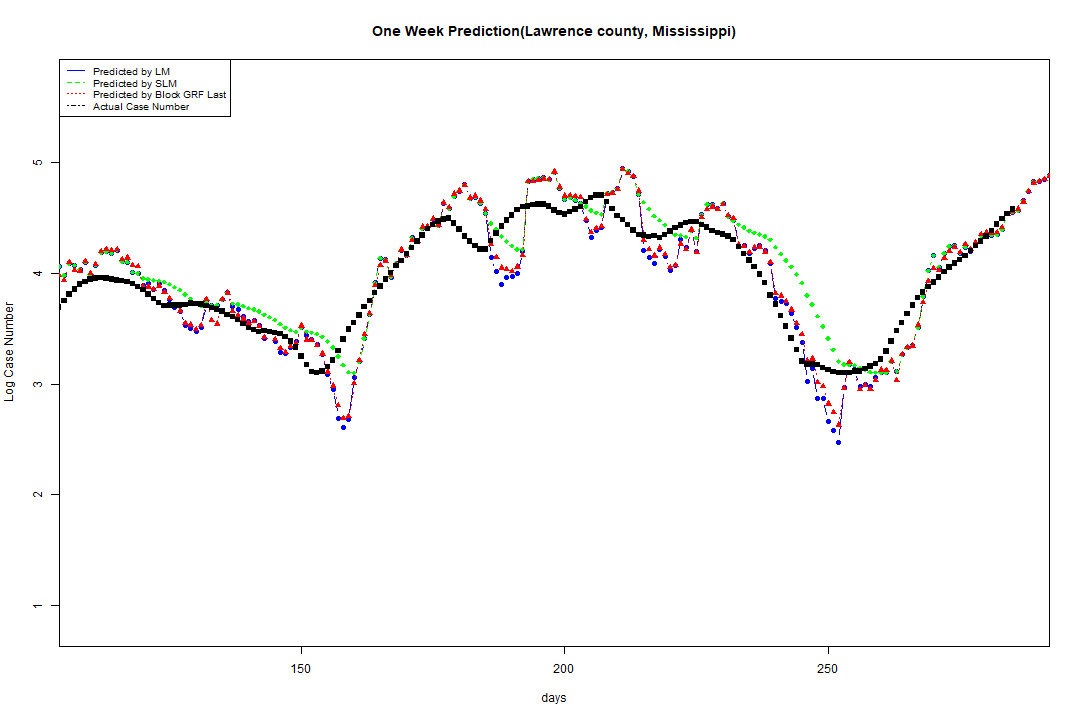 One Week Prediction(Lawrence county, Mississippi)
Predicted by LM
Predicted by SLM
Predicted by Block GRF Last
Actual Case Number
5
4
3
2
1
Log Case Number
150 200 250
days